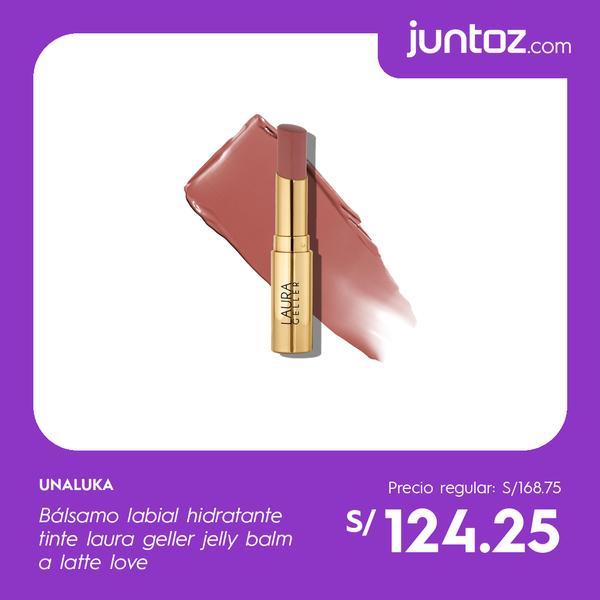 juntoz.com
LAURA
GELLER
UNALUKA
Bálsamo labial hidratante
tinte laura geller jelly balm
a latte love
Precio regular: S/168.75
S/ 124.25